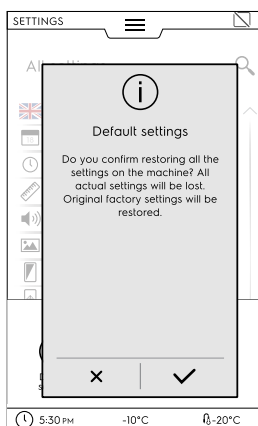 SETTINGS
i
Default settings
Do you confirm restoring all the
settings on the machine? All
actual settings will be lost.
Original factory settings will be
restored.
5:30 PM -10°C -20°C